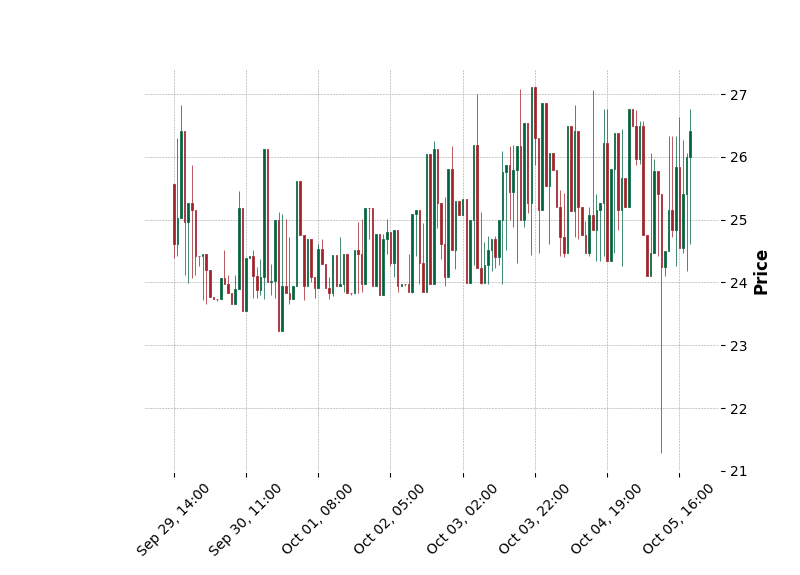 27
26
25
24
23
22
21
Price
Sep 29, 14:00
Sep 30, 11:00
Oct 01, 08:00
Oct 02, 05:00
Oct 03, 02:00
Oct 03, 22:00
Oct 04, 19:00
Oct 05, 16:00